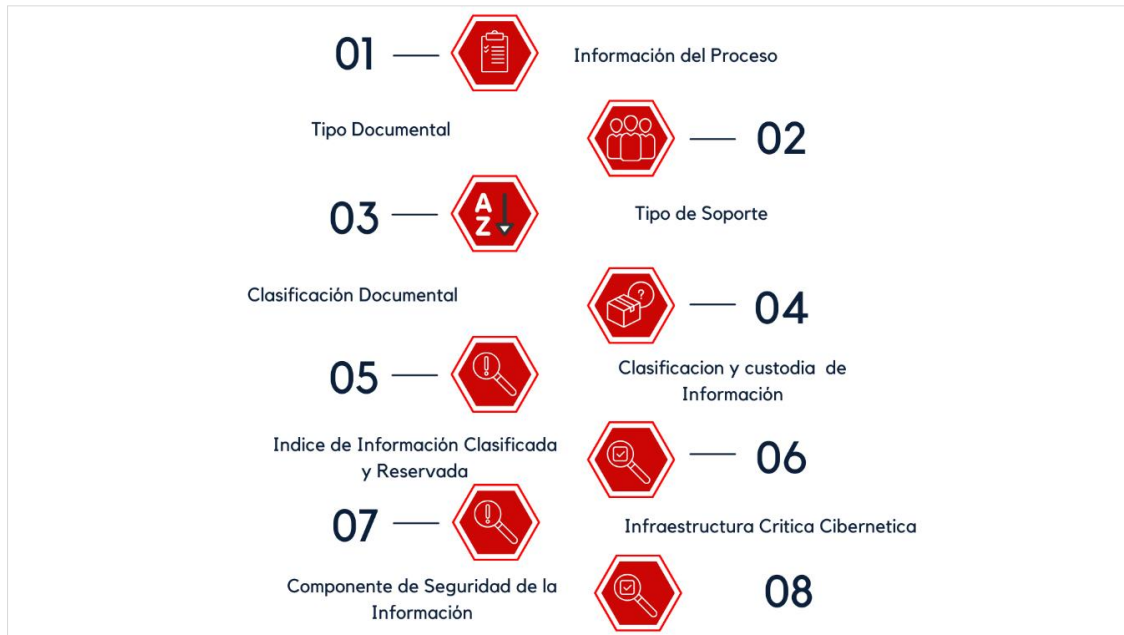 01
Información del Proceso
Tipo Documental
02
03
A
Z
Tipo de Soporte
Clasificación Documental
?
04
05
Clasificacion y custodia de
Información
Indice de Información Clasificada
y Reservada
06
07
Infraestructura Critica Cibernetica
Componente de Seguridad de la
Información
08